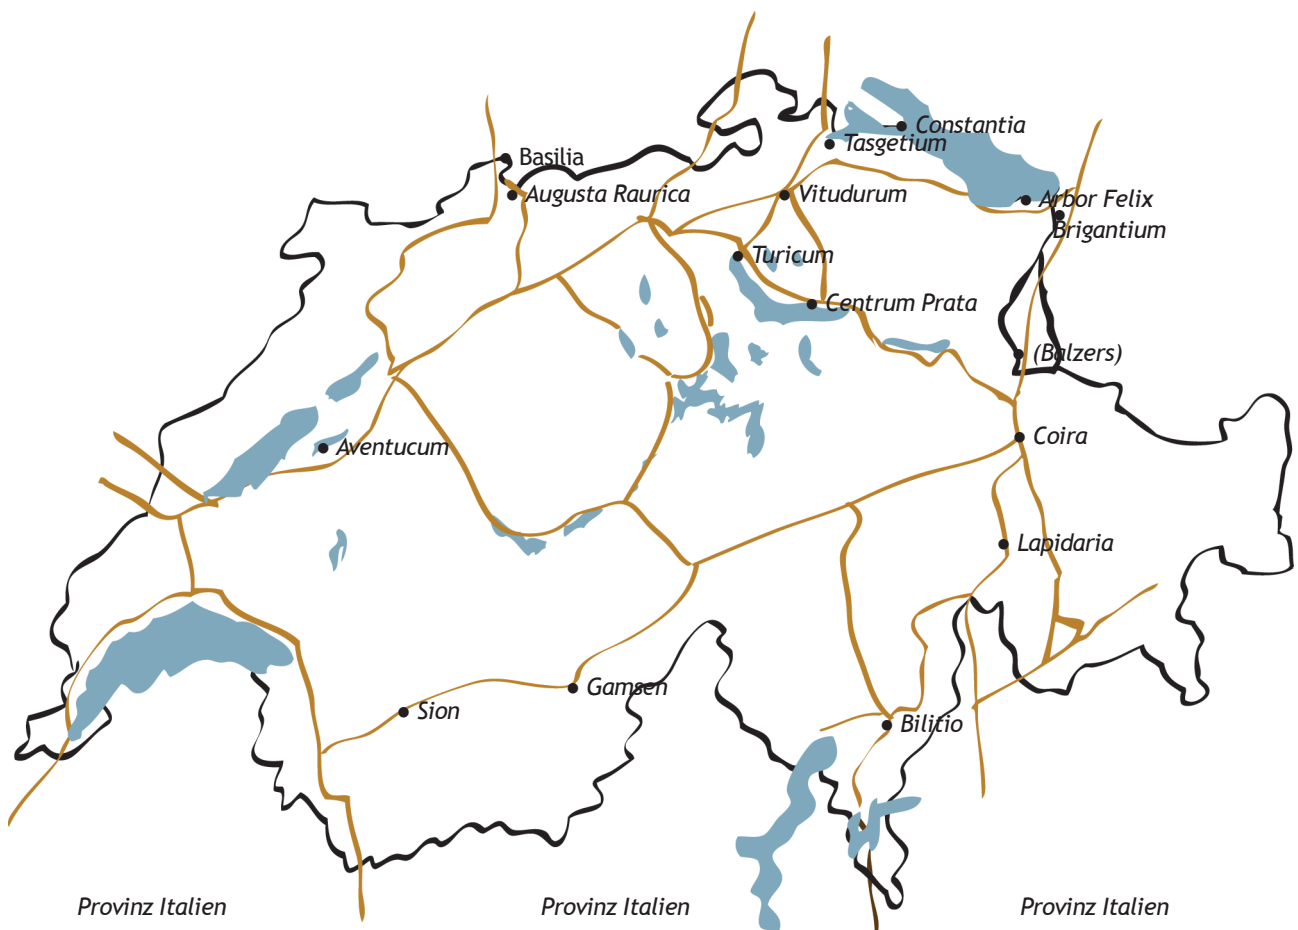 Constantia
Tasgetium
Basilia
Augusta Raurica
Vitudurum
Arbor Felix
Brigantium
Turicum
Centrum Prata
(Balzers)
Aventucum
Coira
Lapidaria
Gamsen
Sion
Bilitio
Provinz Italien
Provinz Italien
Provinz Italien